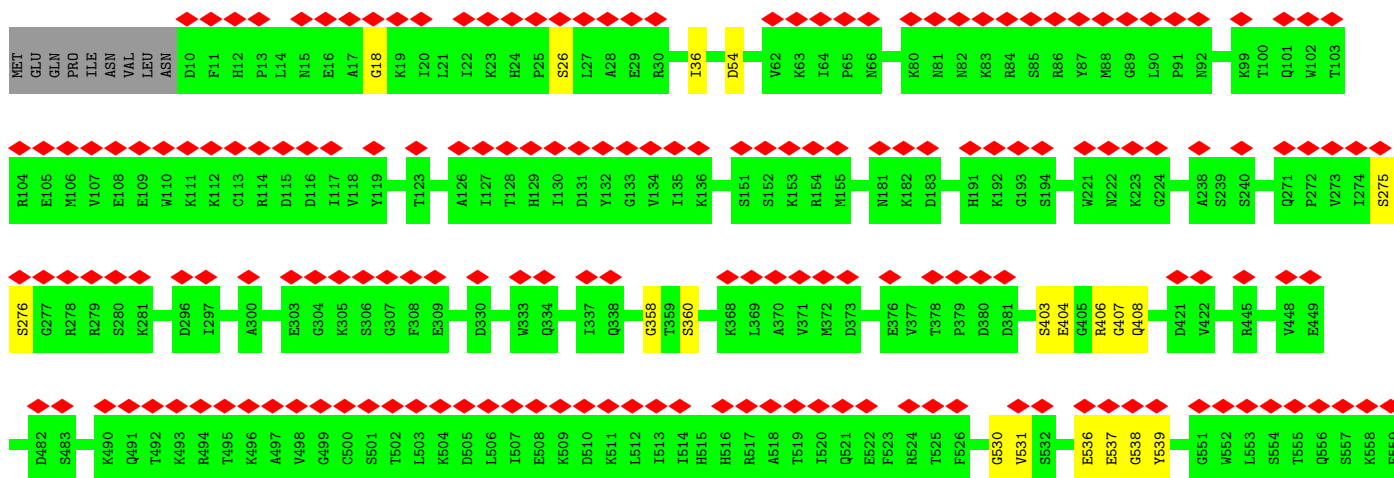 MET GLU GLN PRO ILE ASN VAL LEU ASN D10 F11 H12 P13 L14 N15 E16 A17 G18 K19 I20 L21 I22 K23 H24 P25 S26 L27 A28 E29 R30 I36 D54 V62 K63 I64 P65 N66 K80 N81 N82 K83 R84 S85 R86 Y87 M88 G89 L90 P91 N92 K99 T100 Q101 W102 T103
R104 E105 M106 V107 E108 E109 W110 K111 K112 C113 R114 D115 D116 I117 V118 Y119 T123 A126 I127 T128 H129 I130 D131 Y132 G133 V134 I135 K136 S151 S152 K153 R154 M155 N181 K182 D183 H191 K192 G193 S194 W221 N222 K223 G224 A238 S239 S240 Q271 P272 V273 I274 S275
S276 G277 R278 R279 S280 K281 D296 I297 A300 E303 G304 K305 S306 G307 F308 E309 D330 W333 Q334 I337 Q338 G358 T359 S360 K368 L369 A370 V371 M372 D373 E376 V377 T378 P379 D380 D381 S403 E404 G405 R406 G407 Q408 D421 V422 R445 V448 E449
D482 S483 K490 Q491 T492 K493 R494 T495 K496 A497 V498 G499 C500 S501 T502 L503 K504 D505 L506 I507 E508 K509 D510 K511 L512 I513 I514 H515 H516 R517 A518 T519 I520 Q521 E522 F523 R524 T525 F526 G530 V531 S532 E536 E537 G538 Y539 G551 W552 L553 S554 T555 Q556 S557 K558